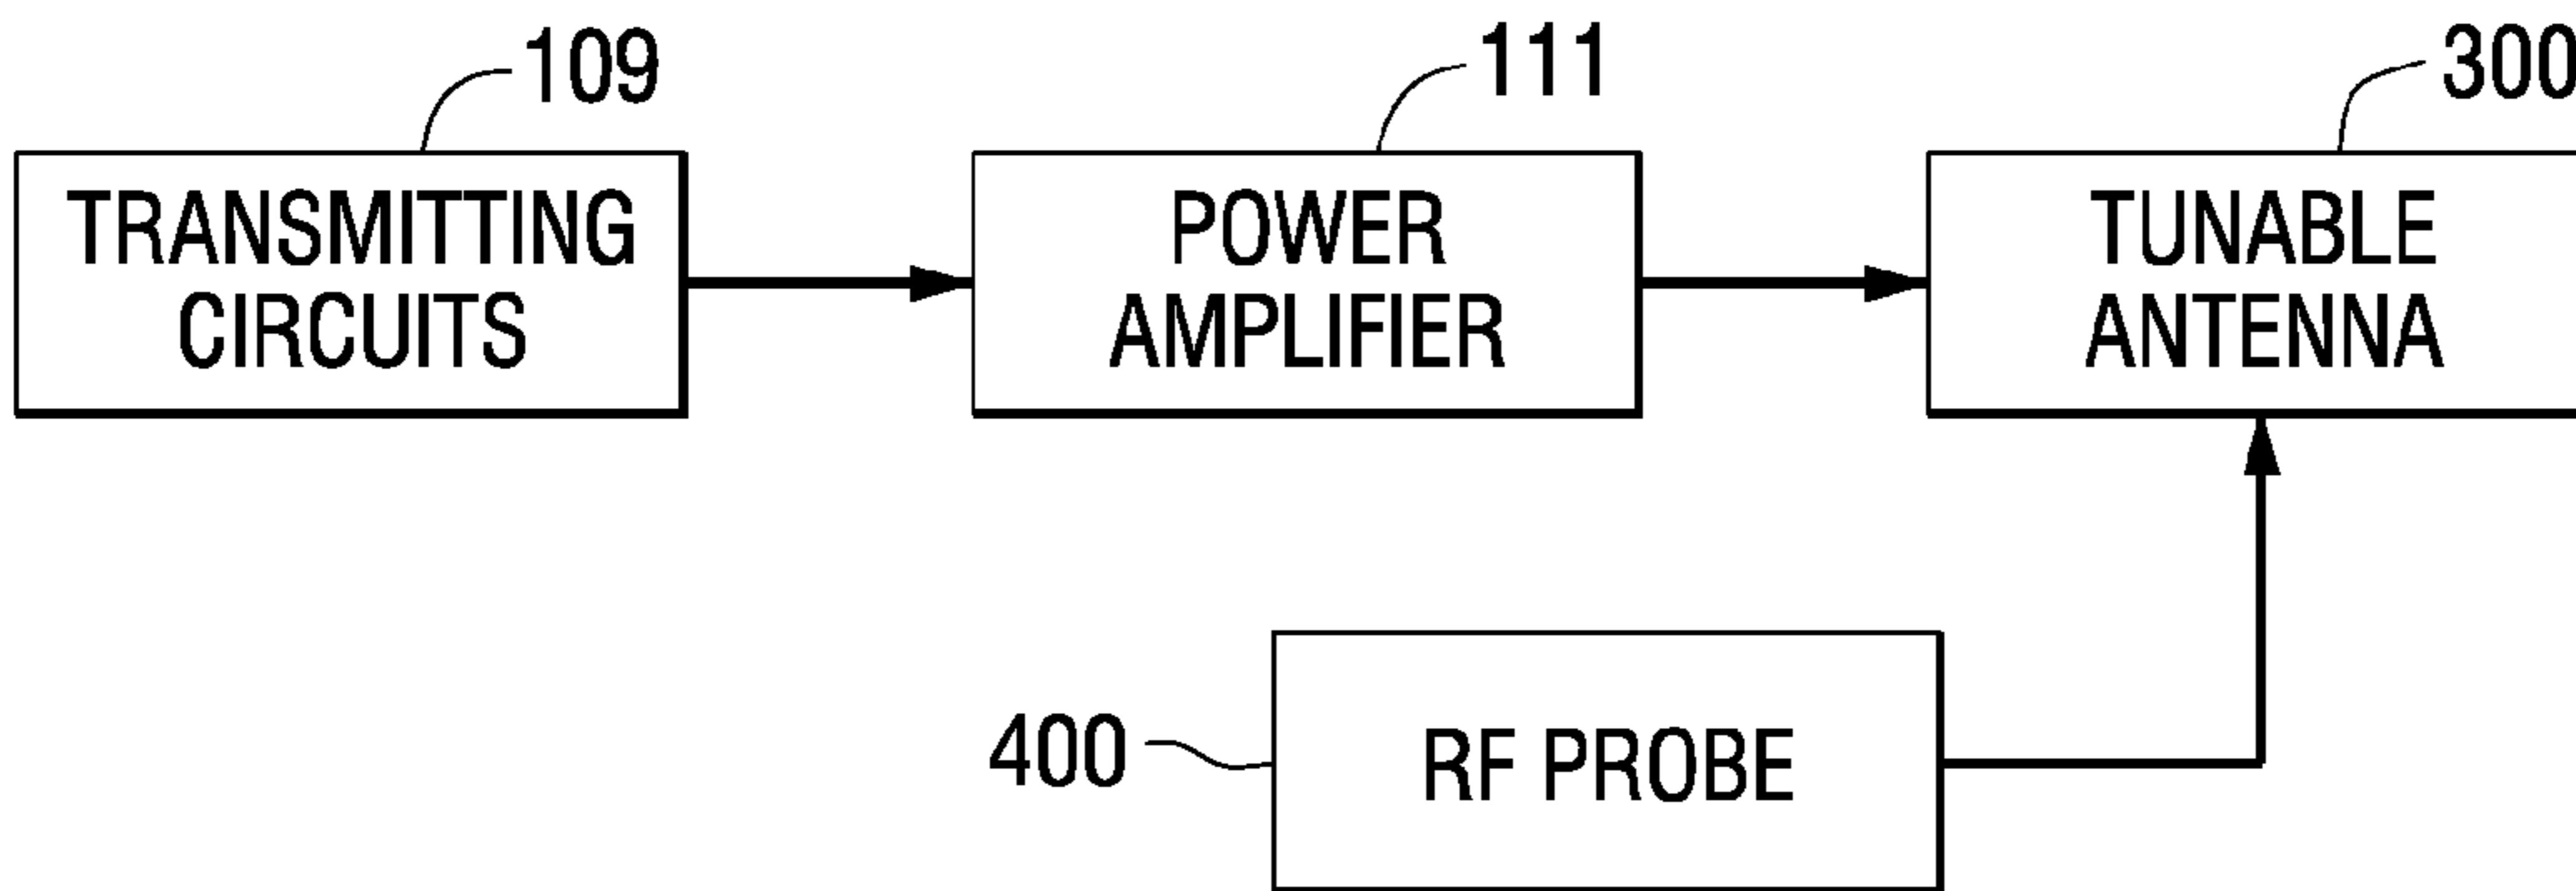 109
111
300
TRANSMITTING
CIRCUITS
POWER
AMPLIFIER
TUNABLE
ANTENNA
400
RF PROBE